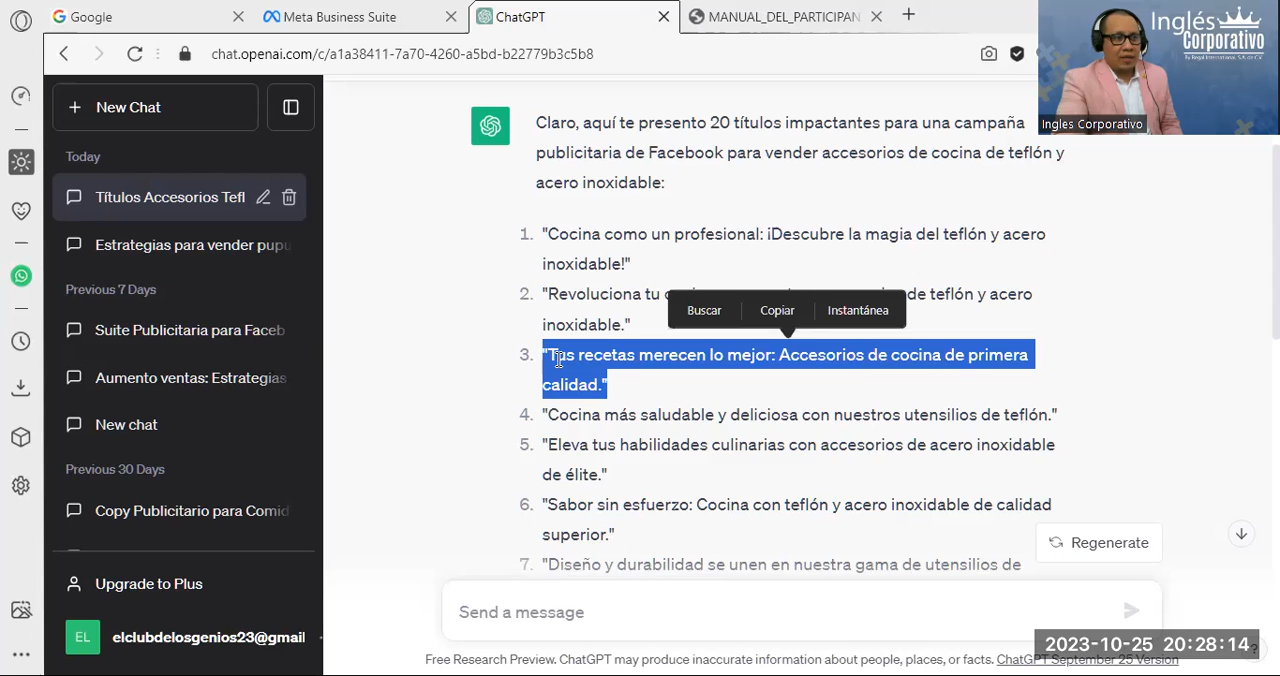 Google
Meta Business Suite
ChatGPT
MANUAL_DEL_PARTICIPAN
Inglés
Corporativo
Tu Regal International, S.A. de C.V.
Ingles Corporativo
chat.openai.com/c/a1a38411-7a70-4260-a5bd-b22779b3c5b8
New Chat
Today
Títulos Accesorios Tefl
Estrategias para vender pupu
Previous 7 Days
Suite Publicitaria para Faceb
Aumento ventas: Estrategias
New chat
Previous 30 Days
Copy Publicitario para Comid
Upgrade to Plus
EL
elclubdelosgenios23@gmail
Claro, aquí te presento 20 títulos impactantes para una campaña
publicitaria de Facebook para vender accesorios de cocina de teflón y
acero inoxidable:
1. "Cocina como un profesional: ¡Descubre la magia del teflón y acero
inoxidable!"
2. "Revoluciona tu de teflón y acero
inoxidable."
Buscar
Copiar
Instantánea
3. "Tus recetas merecen lo mejor: Accesorios de cocina de primera
calidad."
4. "Cocina más saludable y deliciosa con nuestros utensilios de teflón."
5. "Eleva tus habilidades culinarias con accesorios de acero inoxidable
de élite."
6. "Sabor sin esfuerzo: Cocina con teflón y acero inoxidable de calidad
superior."
7. "Diseño y durabilidad se unen en nuestra gama de utensilios de
Regenerate
Send a message
2023-10-25 20:28:14
Free Research Preview. ChatGPT may produce inaccurate information about people, places, or facts. ChatGPT September 25 Version